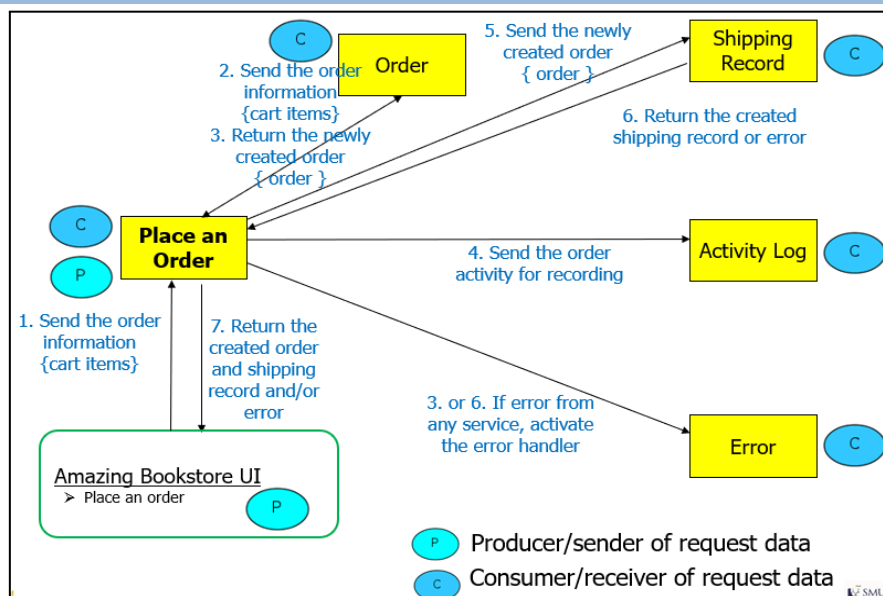 C
Order
2. Send the order
information
{cart items}
3. Return the newly
created order
{ order }
5. Send the newly
created order
{ order }
Shipping
Record
C
6. Return the created
shipping record or error
C
P
Place an
Order
4. Send the order
activity for recording
Activity Log
C
1. Send the order
information
{cart items}
7. Return the
created order
and shipping
record and/or
error
3. or 6. If error from
any service, activate
the error handler
Error
C
Amazing Bookstore UI
➢ Place an order
P
P
Producer/sender of request data
C
Consumer/receiver of request data
SMU